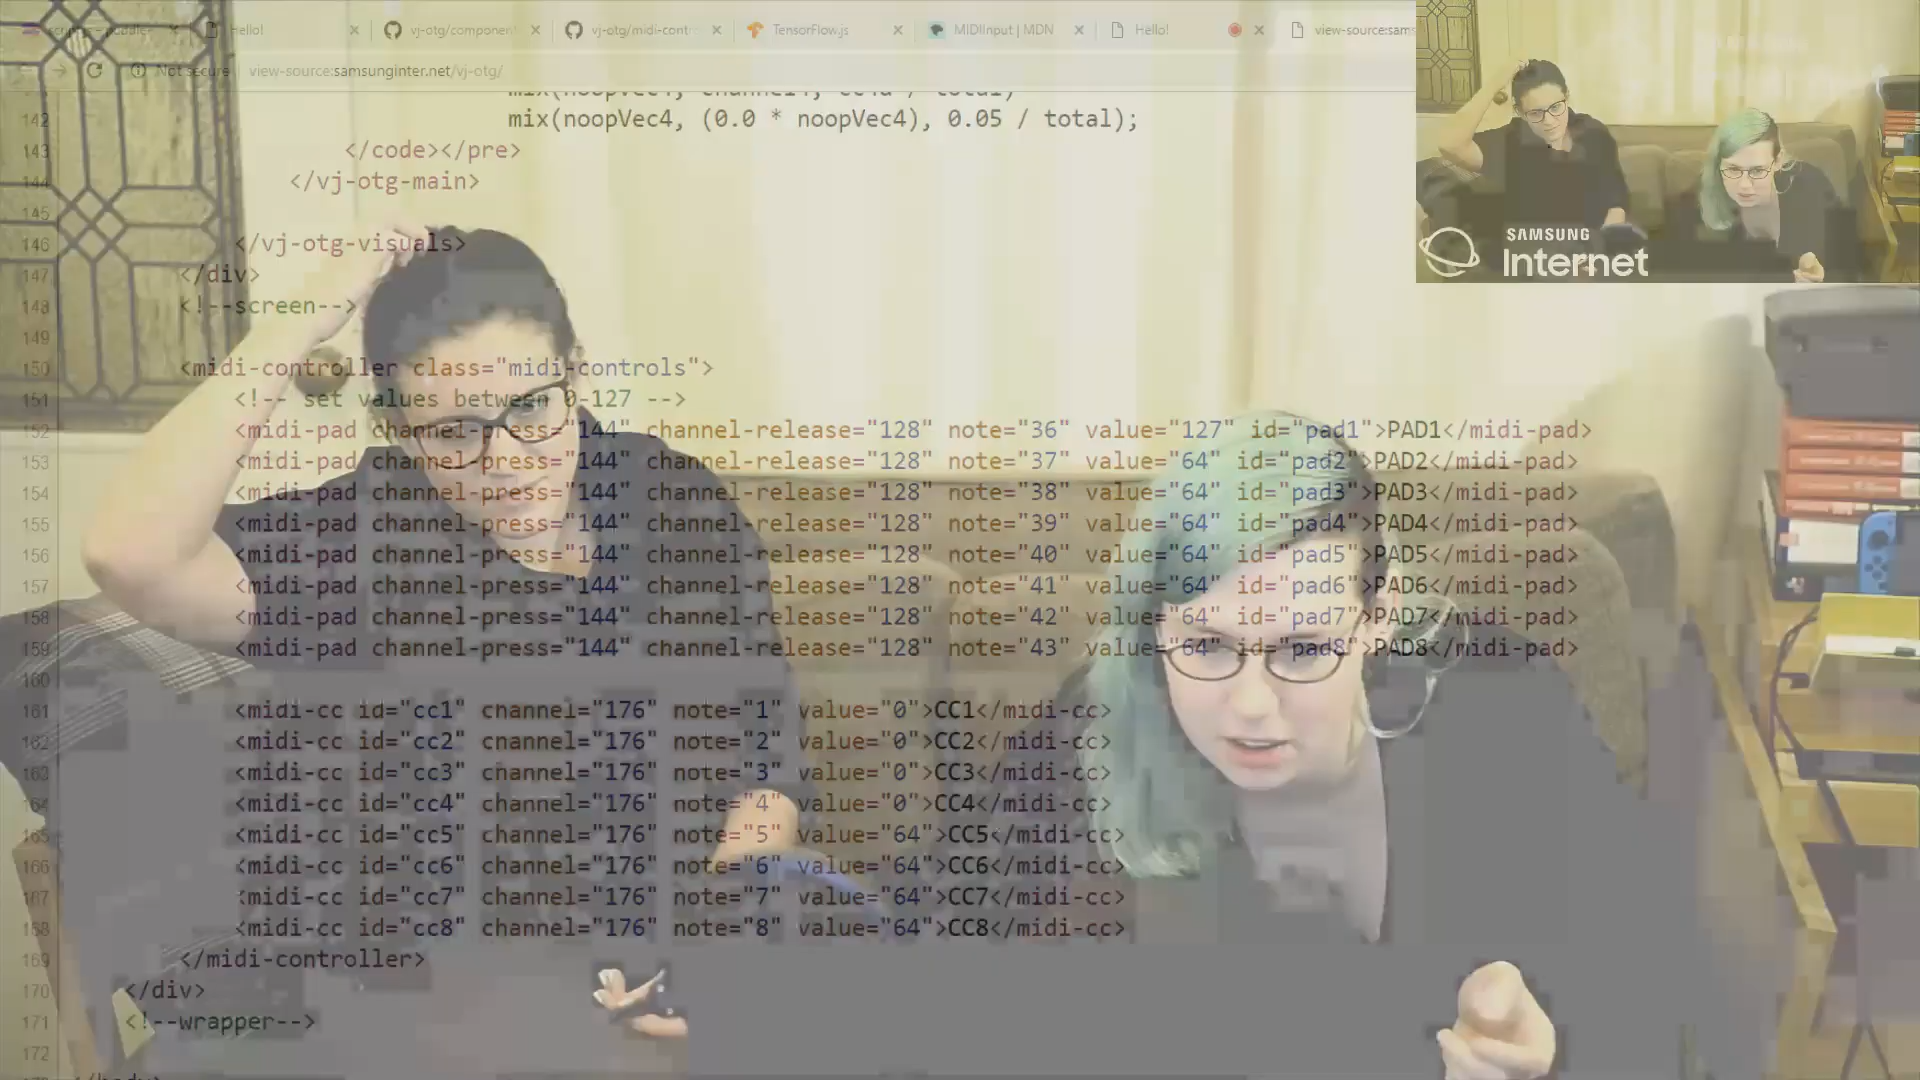 Hello!
vj-otg/component
vj-otg/midi-contr
TensorFlow.js
MIDIInput | MDN
Hello!
view-source:sams
Not secure
view-source:samsunginter.net/vj-otg/
142 mix(noopVec4, (0.0 * noopVec4), 0.05 / total);
143 </code></pre>
144 </vj-otg-main>
145
146 </vj-otg-visuals>
147 </div>
148 <!--screen-->
149
150 <midi-controller class="midi-controls">
151 <!-- set values between 0-127 -->
152 <midi-pad channel-press="144" channel-release="128" note="36" value="127" id="pad1">PAD1</midi-pad>
153 <midi-pad channel-press="144" channel-release="128" note="37" value="64" id="pad2">PAD2</midi-pad>
154 <midi-pad channel-press="144" channel-release="128" note="38" value="64" id="pad3">PAD3</midi-pad>
155 <midi-pad channel-press="144" channel-release="128" note="39" value="64" id="pad4">PAD4</midi-pad>
156 <midi-pad channel-press="144" channel-release="128" note="40" value="64" id="pad5">PAD5</midi-pad>
157 <midi-pad channel-press="144" channel-release="128" note="41" value="64" id="pad6">PAD6</midi-pad>
158 <midi-pad channel-press="144" channel-release="128" note="42" value="64" id="pad7">PAD7</midi-pad>
159 <midi-pad channel-press="144" channel-release="128" note="43" value="64" id="pad8">PAD8</midi-pad>
160
161 <midi-cc id="cc1" channel="176" note="1" value="0">CC1</midi-cc>
162 <midi-cc id="cc2" channel="176" note="2" value="0">CC2</midi-cc>
163 <midi-cc id="cc3" channel="176" note="3" value="0">CC3</midi-cc>
164 <midi-cc id="cc4" channel="176" note="4" value="0">CC4</midi-cc>
165 <midi-cc id="cc5" channel="176" note="5" value="64">CC5</midi-cc>
166 <midi-cc id="cc6" channel="176" note="6" value="64">CC6</midi-cc>
167 <midi-cc id="cc7" channel="176" note="7" value="64">CC7</midi-cc>
168 <midi-cc id="cc8" channel="176" note="8" value="64">CC8</midi-cc>
169 </midi-controller>
170 </div>
171 <!--wrapper-->
172
SAMSUNG
Internet